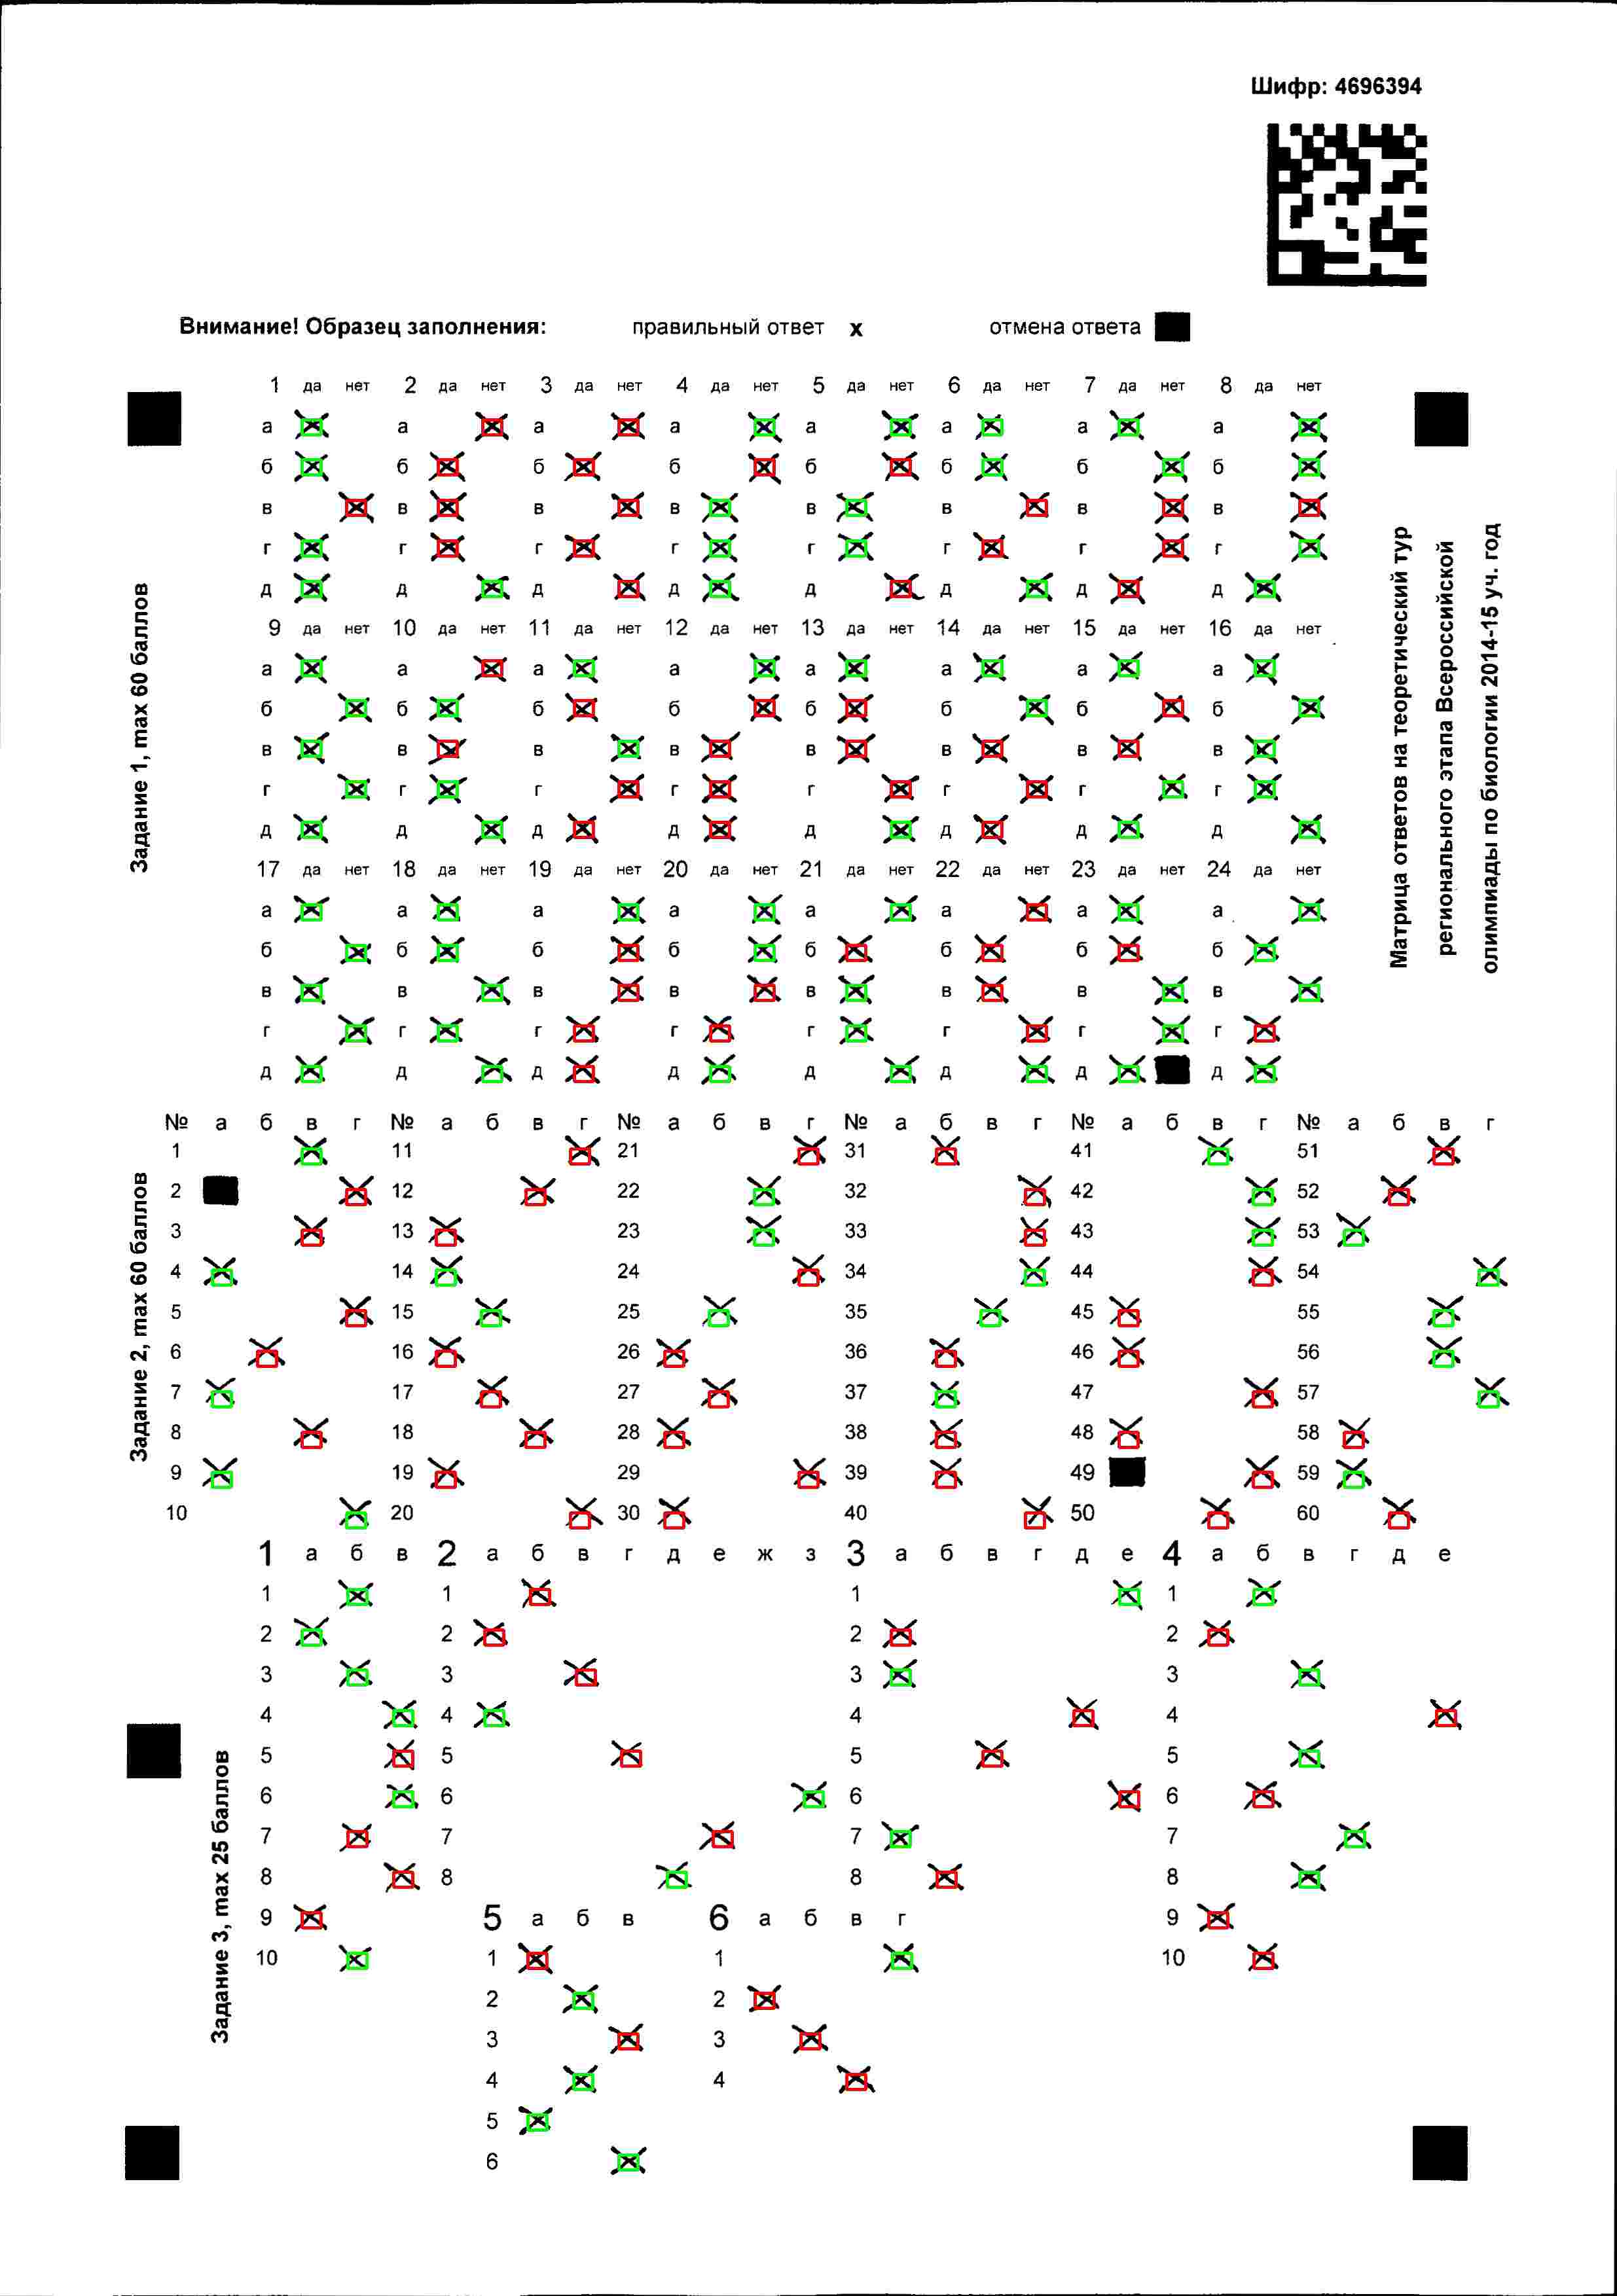 Шифр: 4696394
Внимание! Образец заполнения: правильный ответ x отмена ответа
1 да нет 2 да нет 3 да нет 4 да нет 5 да нет 6 да нет 7 да нет 8 да нет
а а а а а а а а
б б б б б б б б
в в в в в в в в
г г г г г г г г
д д д д д д д д
9 да нет 10 да нет 11 да нет 12 да нет 13 да нет 14 да нет 15 да нет 16 да нет
а а а а а а а а
б б б б б б б б
в в в в в в в в
г г г г г г г г
д д д д д д д д
17 да нет 18 да нет 19 да нет 20 да нет 21 да нет 22 да нет 23 да нет 24 да нет
а а а а а а а а
б б б б б б б б
в в в в в в в в
г г г г г г г г
д д д д д д д д
Задание 1, max 60 баллов
Матрица ответов на теоретический тур
регионального этапа Всероссийской
олимпиады по биологии 2014-15 уч. год
№ а б в г № а б в г № а б в г № а б в г № а б в г № а б в г
1 11 21 31 41 51
2 12 22 32 42 52
3 13 23 33 43 53
4 14 24 34 44 54
5 15 25 35 45 55
6 16 26 36 46 56
7 17 27 37 47 57
8 18 28 38 48 58
9 19 29 39 49 59
10 20 30 40 50 60
Задание 2, max 60 баллов
1 а б в 2 а б в г д е ж з 3 а б в г д е 4 а б в г д е
1 1 1 1
2 2 2 2
3 3 3 3
4 4 4 4
5 5 5 5
6 6 6 6
7 7 7 7
8 8 8 8
9 5 а б в 6 а б в г 9
10 1 1 10
2 2
3 3
4 4
5
6
Задание 3, max 25 баллов